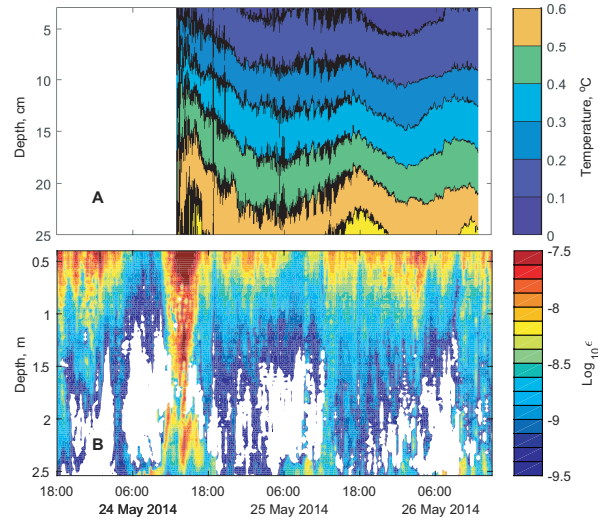 5
10
15
20
25
Depth, cm
A
0.6
0.5
0.4
0.3
0.2
0.1
0
Temperature, ºC
0.5
1
1.5
2
2.5
Depth, m
B
-7.5
-8
-8.5
-9
-9.5
Log 10 ϵ
18:00 06:00 18:00 06:00 18:00 06:00
24 May 2014 25 May 2014 26 May 2014